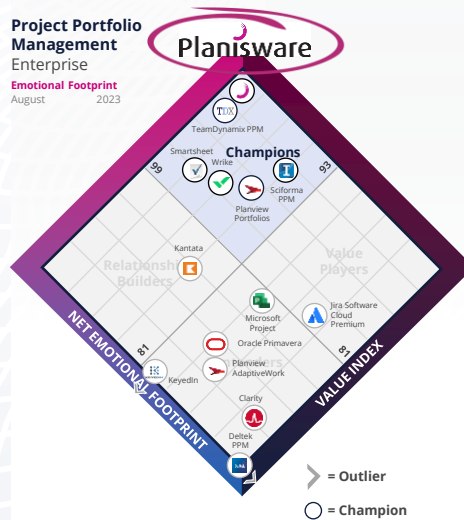 Project Portfolio
Management
Enterprise
Emotional Footprint
August 2023
Planisware
TDX
TeamDynamix PPM
Champions
Smartsheet
Wrike
99
93
Sciforma
PPM
Planview
Portfolios
Kantata
Relationship
Builders
Value
Players
Microsoft
Project
Jira Software
Cloud
Premium
Oracle Primavera
81
81
Planview
AdaptiveWork
KeyedIn
Clarity
Deltek
PPM
NET EMOTIONAL FOOTPRINT
VALUE INDEX
= Outlier
= Champion